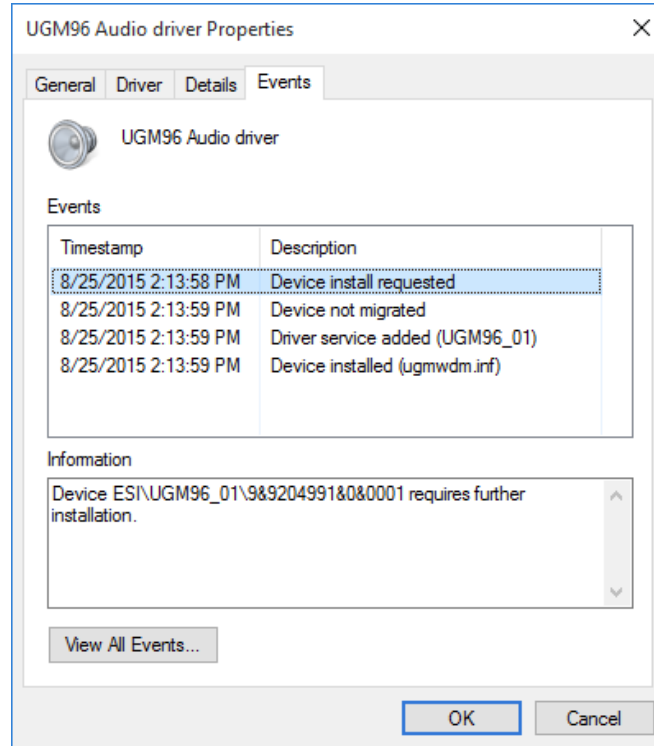 UGM96 Audio driver Properties
General Driver Details Events
UGM96 Audio driver
Events
Timestamp Description
8/25/2015 2:13:58 PM Device install requested
8/25/2015 2:13:59 PM Device not migrated
8/25/2015 2:13:59 PM Driver service added (UGM96_01)
8/25/2015 2:13:59 PM Device installed (ugmwdm.inf)
Information
Device ESI\UGM96_01\9&9204991&0&0001 requires further
installation.
View All Events...
OK Cancel